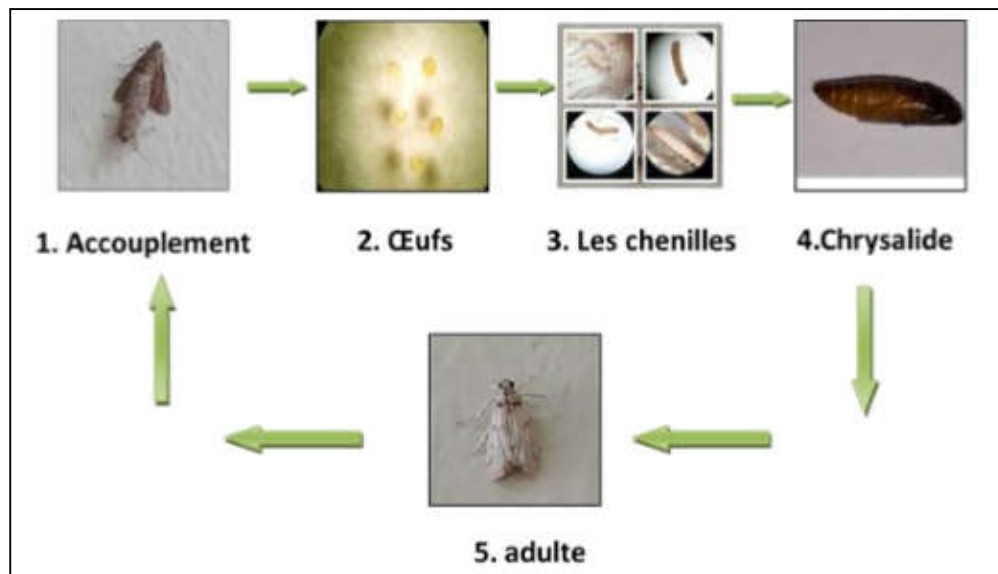 1. Accouplement
2. Œufs
3. Les chenilles
4.Chrysalide
5. adulte